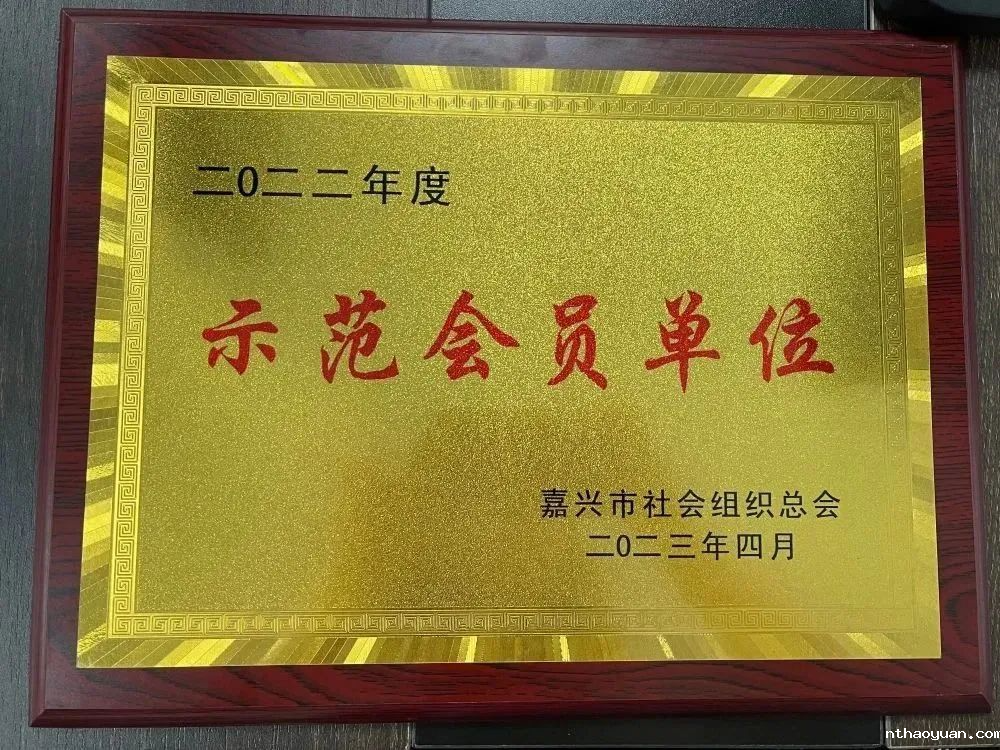 二0二二年度
示范会员单位
嘉兴市社会组织总会
二0二三年四月
nthaoyuan.com